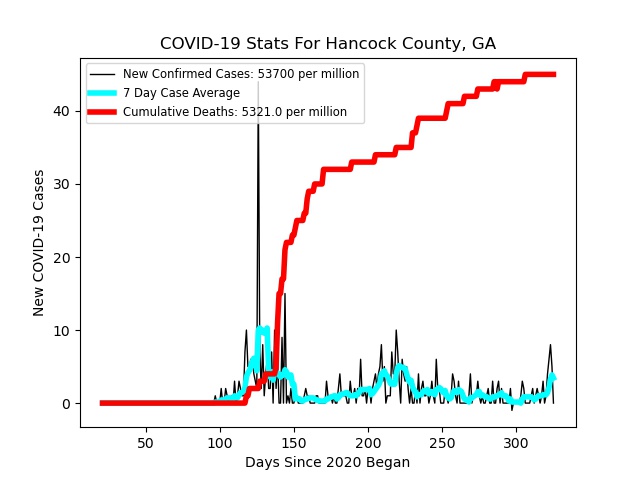 COVID-19 Stats For Hancock County, GA
New Confirmed Cases: 53700 per million
7 Day Case Average
Cumulative Deaths: 5321.0 per million
New COVID-19 Cases
40
30
20
10
0
50 100 150 200 250 300
Days Since 2020 Began